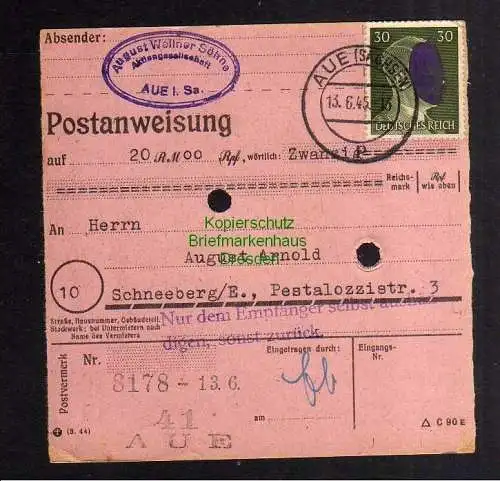 Absender:
August Wellner Söhne
Aktiengesellschaft
AUE i. Sa.
30 30
DEUTSCHES REICH
AUE (SACHSEN)
13.6.45
Postanweisung
auf 20 RM 00 Rpf, wörtlich: Zwanzig
Reichs- mark Rpf wie oben
An Herrn
Kopierschutz
Briefmarkenhaus
Dresden
August Arnold
10 Schneeberg/E., Pestalozzistr. 3
Straße, Hausnummer, Gebäudeteil,
Stockwerk; bei Untermietern auch
Name des Vermieters
Nur dem Empfänger selbst
digen, sonst zurück.
Postvermerk
Nr. Eingetragen durch: Eingangs- Nr.
8178 - 13.6.
41 am
AUE
(8. 44)
△ C 90 E